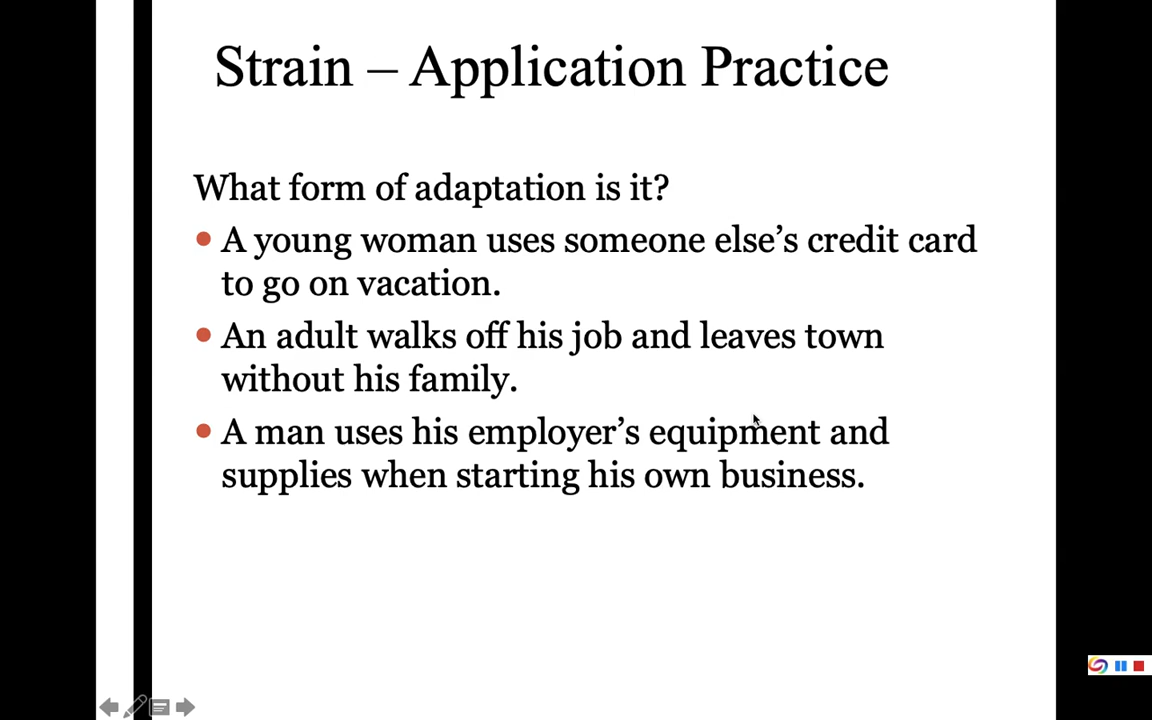 Strain – Application Practice
What form of adaptation is it?
• A young woman uses someone else’s credit card
to go on vacation.
• An adult walks off his job and leaves town
without his family.
• A man uses his employer’s equipment and
supplies when starting his own business.